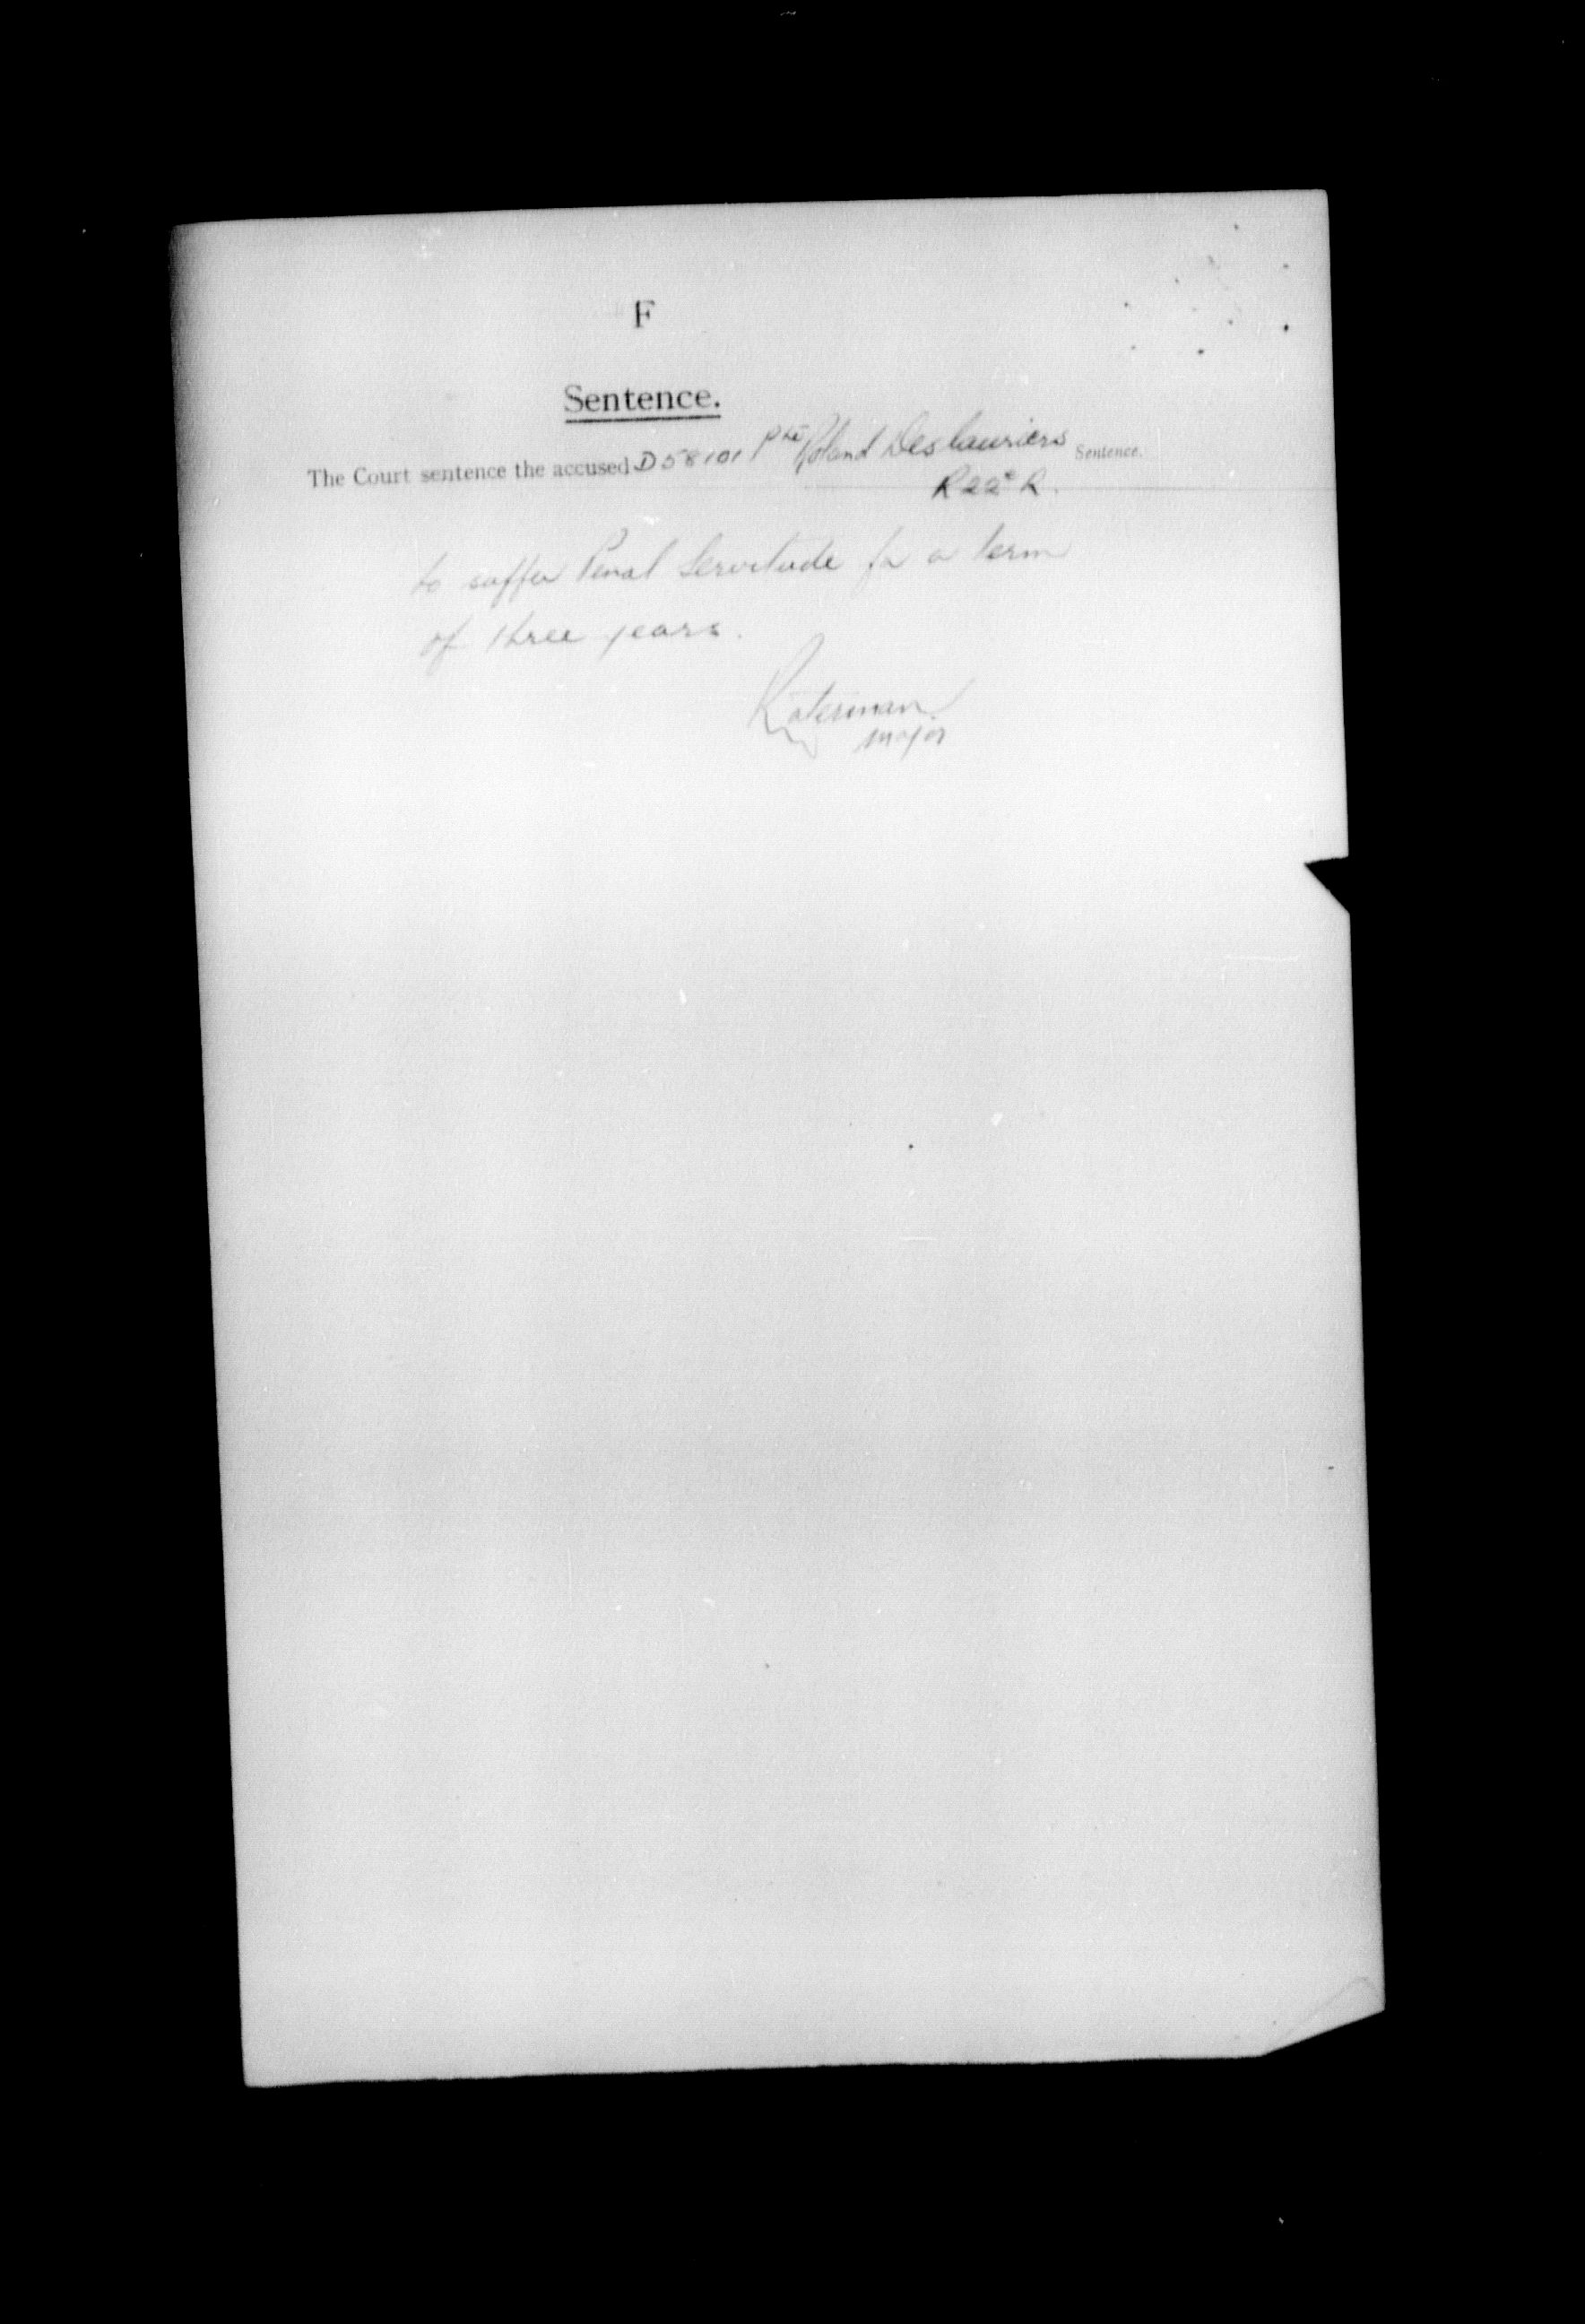 F
Sentence.
The Court sentence the accused D58101 Pte Roland Deslauriers Sentence.
R22eR.
to suffer Penal Servitude for a term
of three years.
Major